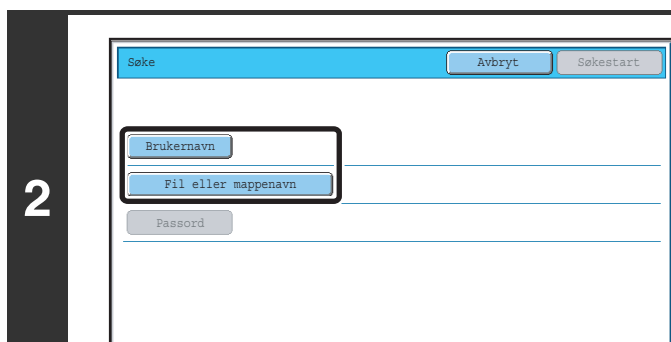 2
Søke Avbryt Søkestart
Brukernavn
Fil eller mappenavn
Passord